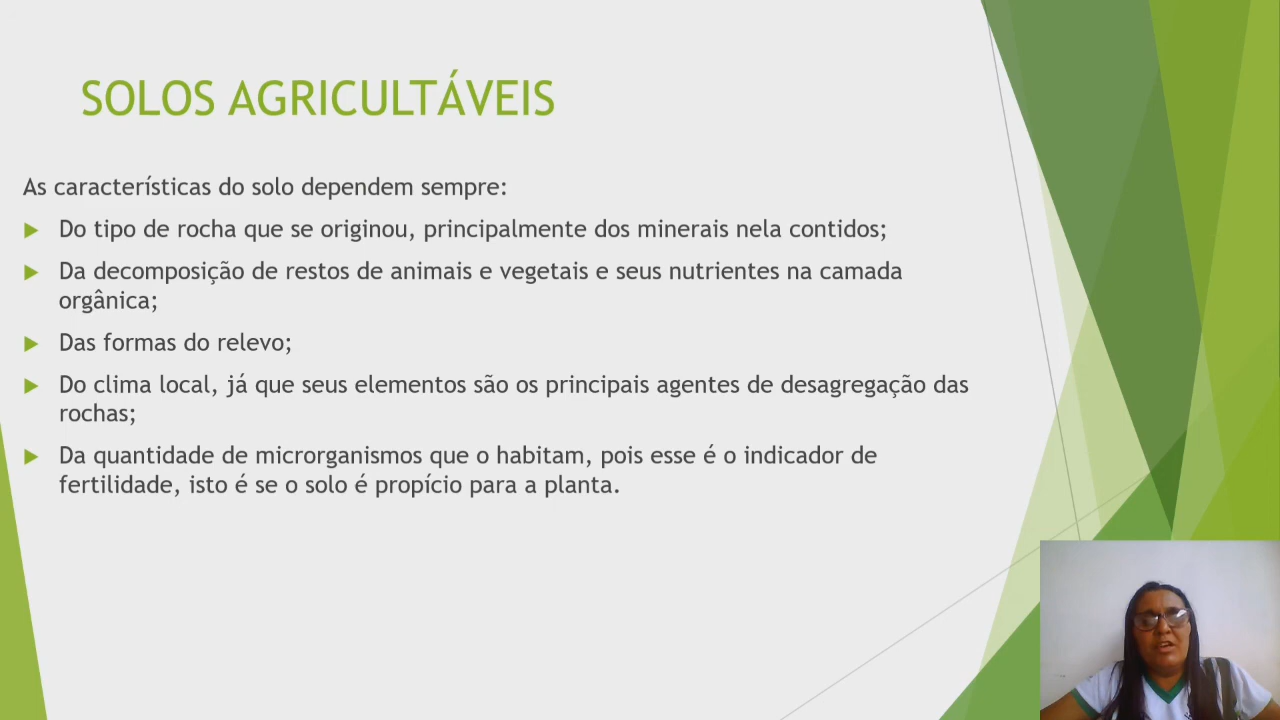 SOLOS AGRICULTÁVEIS
As características do solo dependem sempre:
Do tipo de rocha que se originou, principalmente dos minerais nela contidos;
Da decomposição de restos de animais e vegetais e seus nutrientes na camada
orgânica;
Das formas do relevo;
Do clima local, já que seus elementos são os principais agentes de desagregação das
rochas;
Da quantidade de microrganismos que o habitam, pois esse é o indicador de
fertilidade, isto é se o solo é propício para a planta.